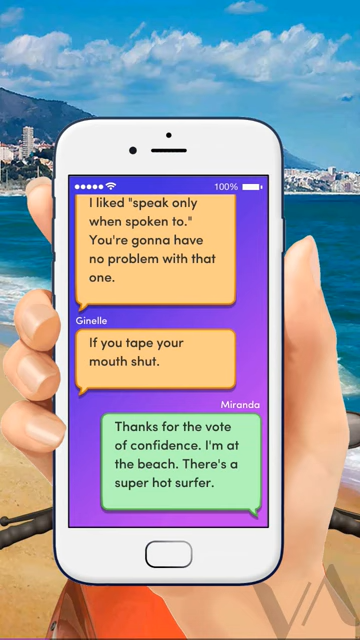 100%
I liked "speak only
when spoken to."
You're gonna have
no problem with that
one.
Ginelle
If you tape your
mouth shut.
Miranda
Thanks for the vote
of confidence. I'm at
the beach. There's a
super hot surfer.
VA